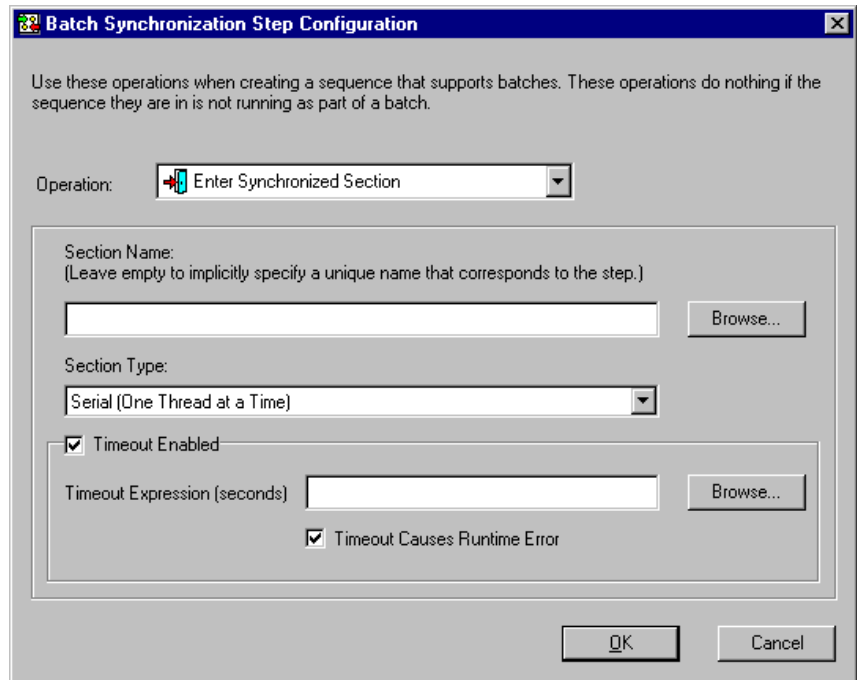 Batch Synchronization Step Configuration
Use these operations when creating a sequence that supports batches. These operations do nothing if the
sequence they are in is not running as part of a batch.
Operation: Enter Synchronized Section
Section Name:
(Leave empty to implicitly specify a unique name that corresponds to the step.)
Browse...
Section Type:
Serial (One Thread at a Time)
Timeout Enabled
Timeout Expression (seconds) Browse...
Timeout Causes Runtime Error
OK Cancel